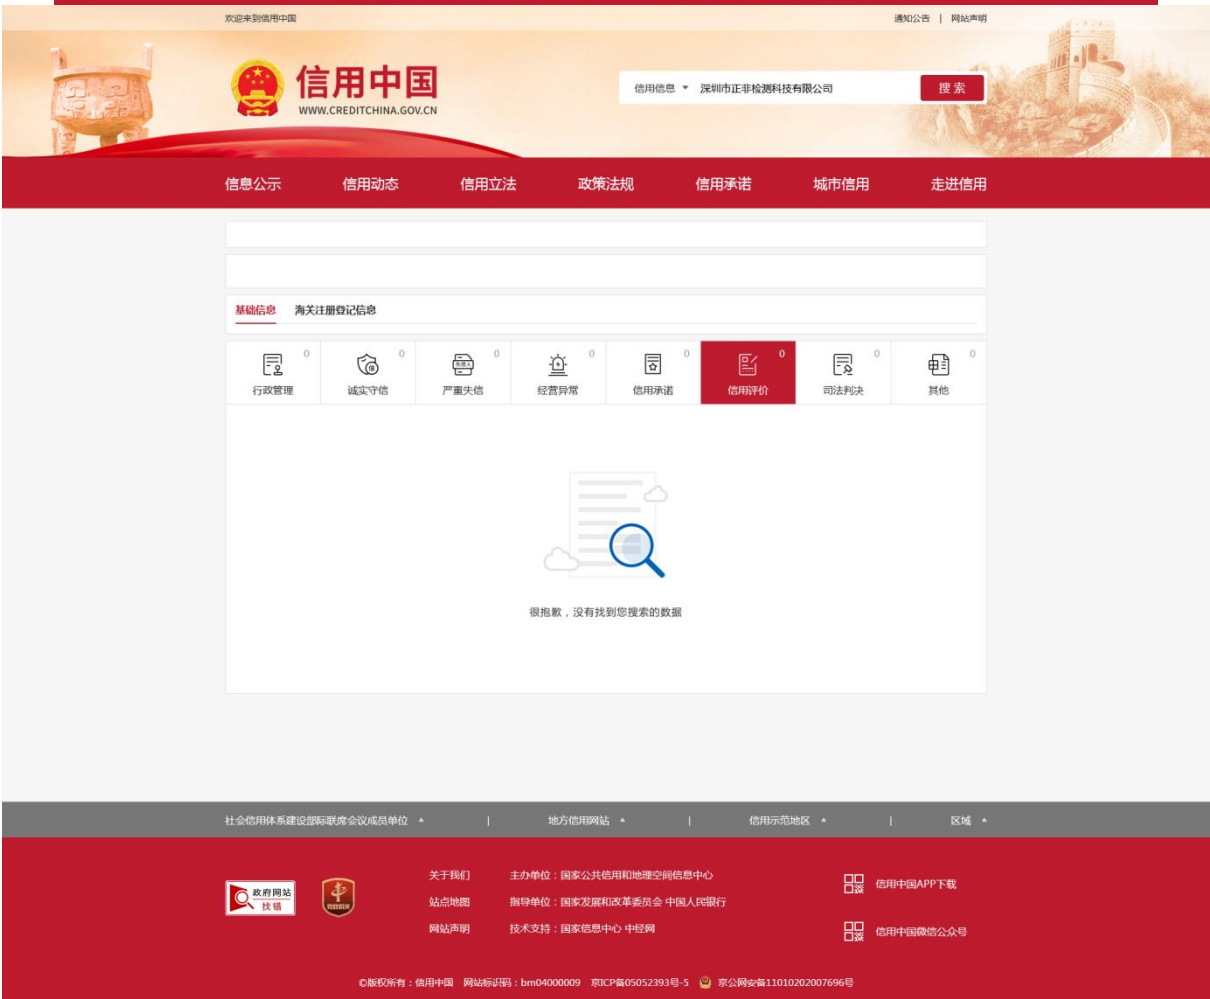 欢迎来到信用中国
通知公告 | 网站声明
信用中国
WWW.CREDITCHINA.GOV.CN
信用信息 深圳市正非检测科技有限公司 搜索
信息公示 信用动态 信用立法 政策法规 信用承诺 城市信用 走进信用
基础信息 海关注册登记信息
0 0 0 0 0 0 0 0
行政管理 诚实守信 严重失信 经营异常 信用承诺 信用评价 司法判决 其他
很抱歉，没有找到您搜索的数据
社会信用体系建设部际联席会议成员单位 | 地方信用网站 | 信用示范地区 | 区域
政府网站
找错
关于我们 主办单位：国家公共信用和地理空间信息中心
站点地图 指导单位：国家发展和改革委员会 中国人民银行
网站声明 技术支持：国家信息中心 中经网
信用中国APP下载
信用中国微信公众号
©版权所有：信用中国 网站标识码：bm04000009 京ICP备05052393号-5 京公网安备11010202007696号